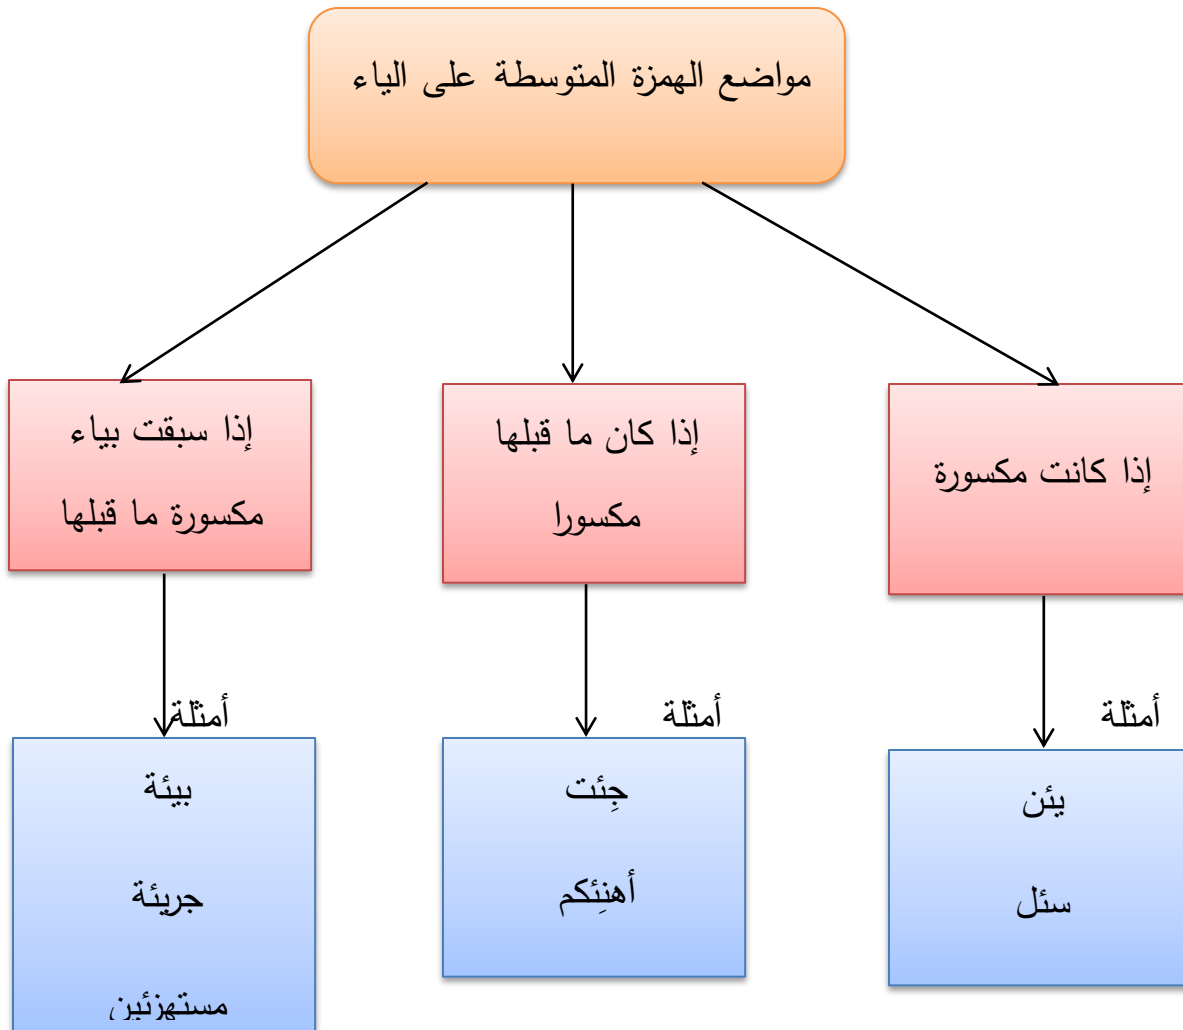 مواضع الهمزة المتوسطة على الياء
إذا كانت مكسورة
إذا كان ما قبلها
مكسورا
إذا سبقت بياء
مكسورة ما قبلها
أمثلة
أمثلة
أمثلة
يئن
سئل
جِئت
أهنِئكم
بيئة
جريئة
مستهزئين